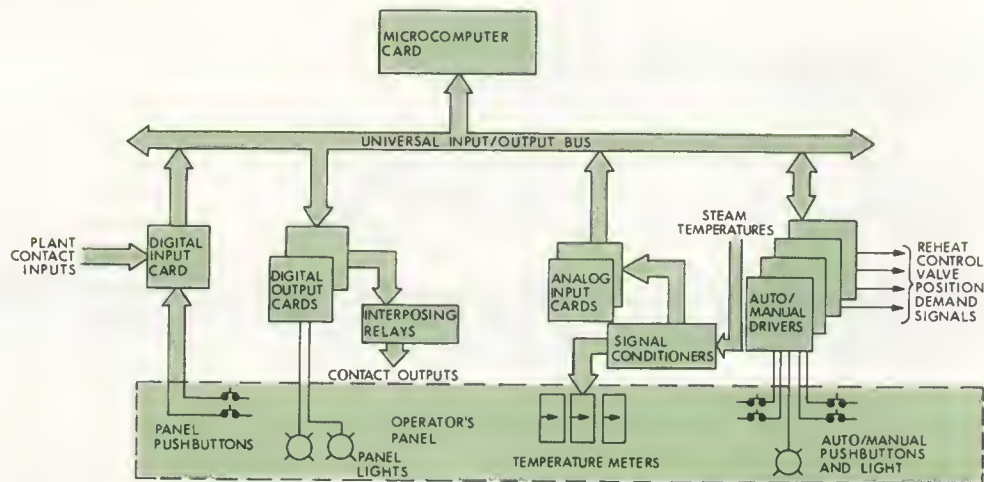 MICROCOMPUTER
CARD
UNIVERSAL INPUT/OUTPUT BUS
PLANT
CONTACT
INPUTS
DIGITAL
INPUT
CARD
DIGITAL
OUTPUT
CARDS
INTERPOSING
RELAYS
CONTACT OUTPUTS
ANALOG
INPUT
CARDS
SIGNAL
CONDITIONERS
STEAM
TEMPERATURES
AUTO/
MANUAL
DRIVERS
REHEAT
CONTROL
VALVE
POSITION
DEMAND
SIGNALS
PANEL
PUSHBUTTONS
OPERATOR'S
PANEL
PANEL
LIGHTS
TEMPERATURE METERS
AUTO/MANUAL
PUSHBUTTONS
AND LIGHT